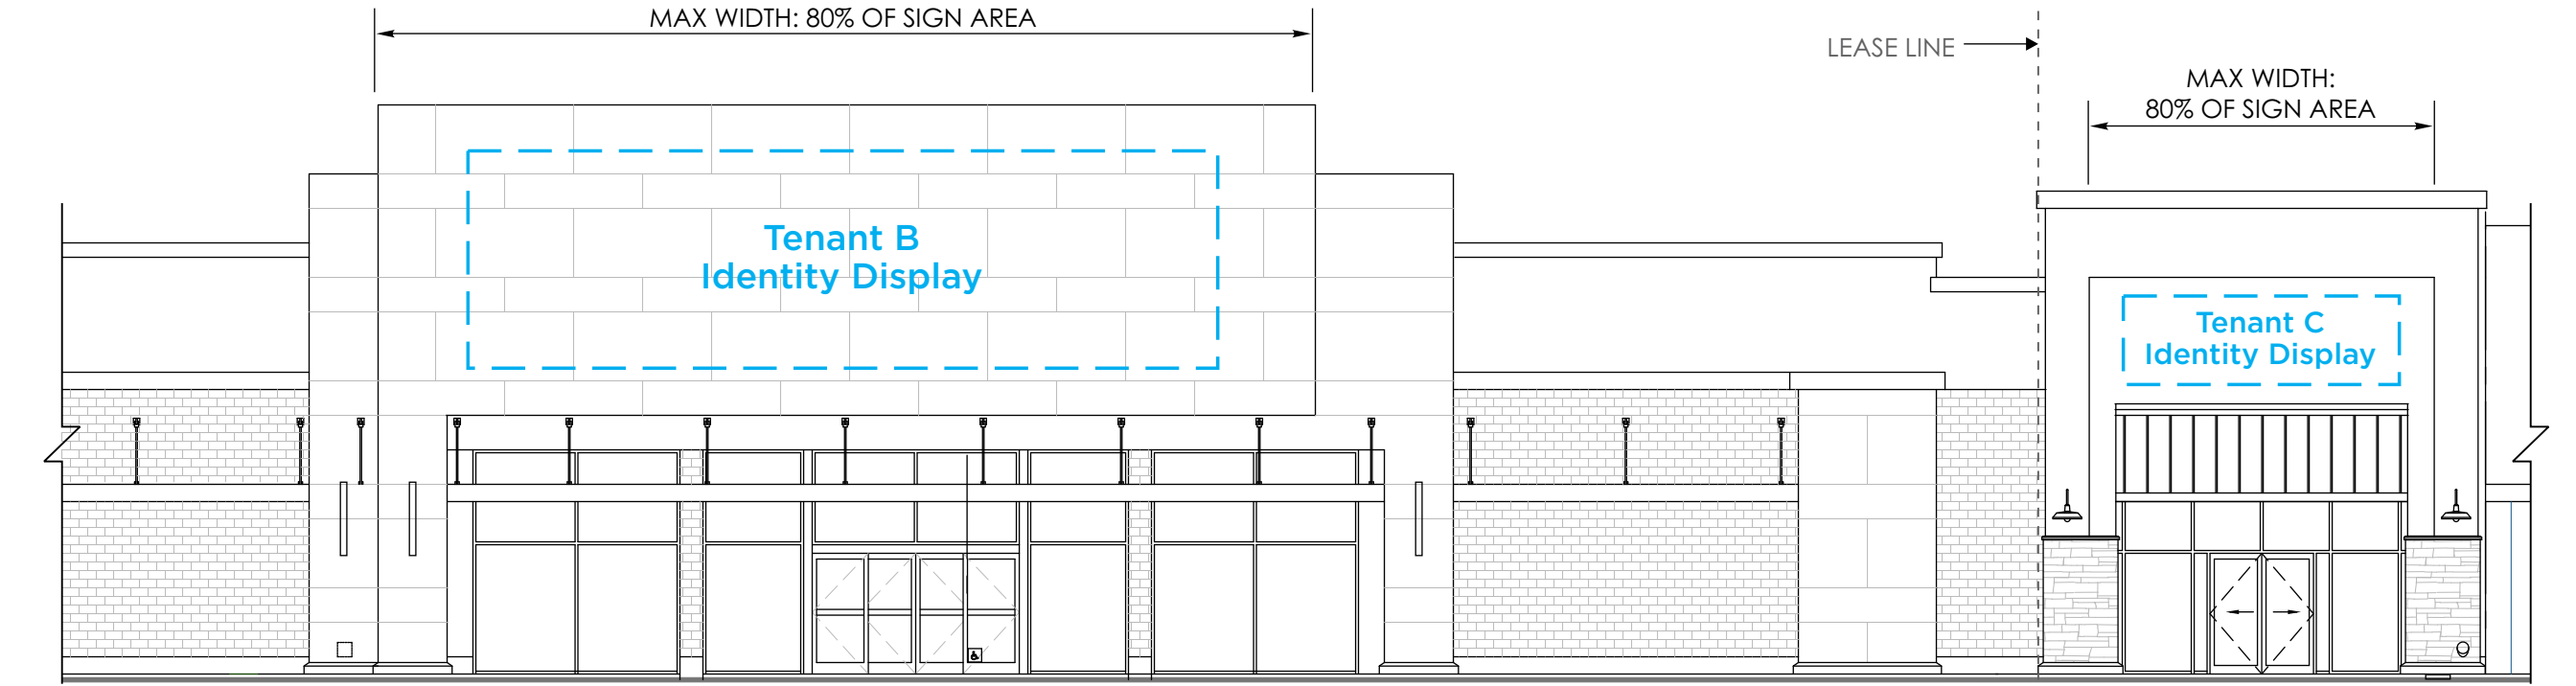 MAX WIDTH: 80% OF SIGN AREA
LEASE LINE
MAX WIDTH:
80% OF SIGN AREA
Tenant B
Identity Display
Tenant C
Identity Display